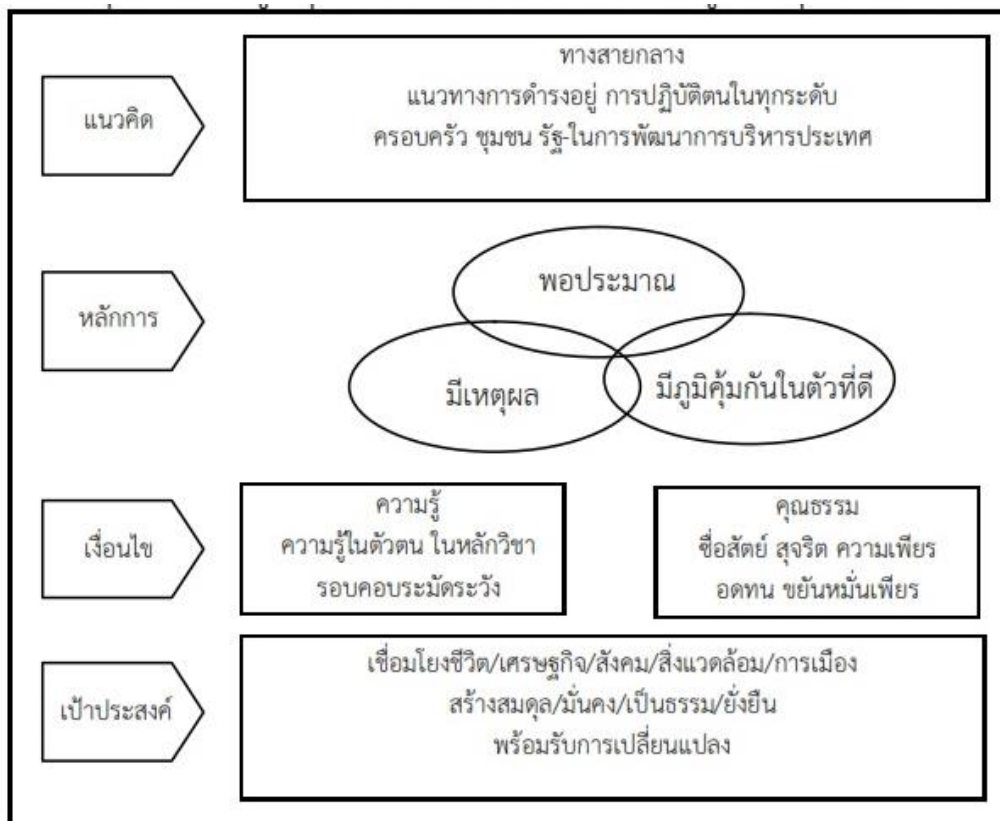 แนวคิด
ทางสายกลาง
แนวทางการดำรงอยู่ การปฏิบัติตนในทุกระดับ
ครอบครัว ชุมชน รัฐ-ในการพัฒนาการบริหารประเทศ
หลักการ
พอประมาณ
มีเหตุผล
มีภูมิคุ้มกันในตัวที่ดี
เงื่อนไข
ความรู้
ความรู้ในตัวตน ในหลักวิชา
รอบคอบระมัดระวัง
คุณธรรม
ซื่อสัตย์ สุจริต ความเพียร
อดทน ขยันหมั่นเพียร
เป้าประสงค์
เชื่อมโยงชีวิต/เศรษฐกิจ/สังคม/สิ่งแวดล้อม/การเมือง
สร้างสมดุล/มั่นคง/เป็นธรรม/ยั่งยืน
พร้อมรับการเปลี่ยนแปลง